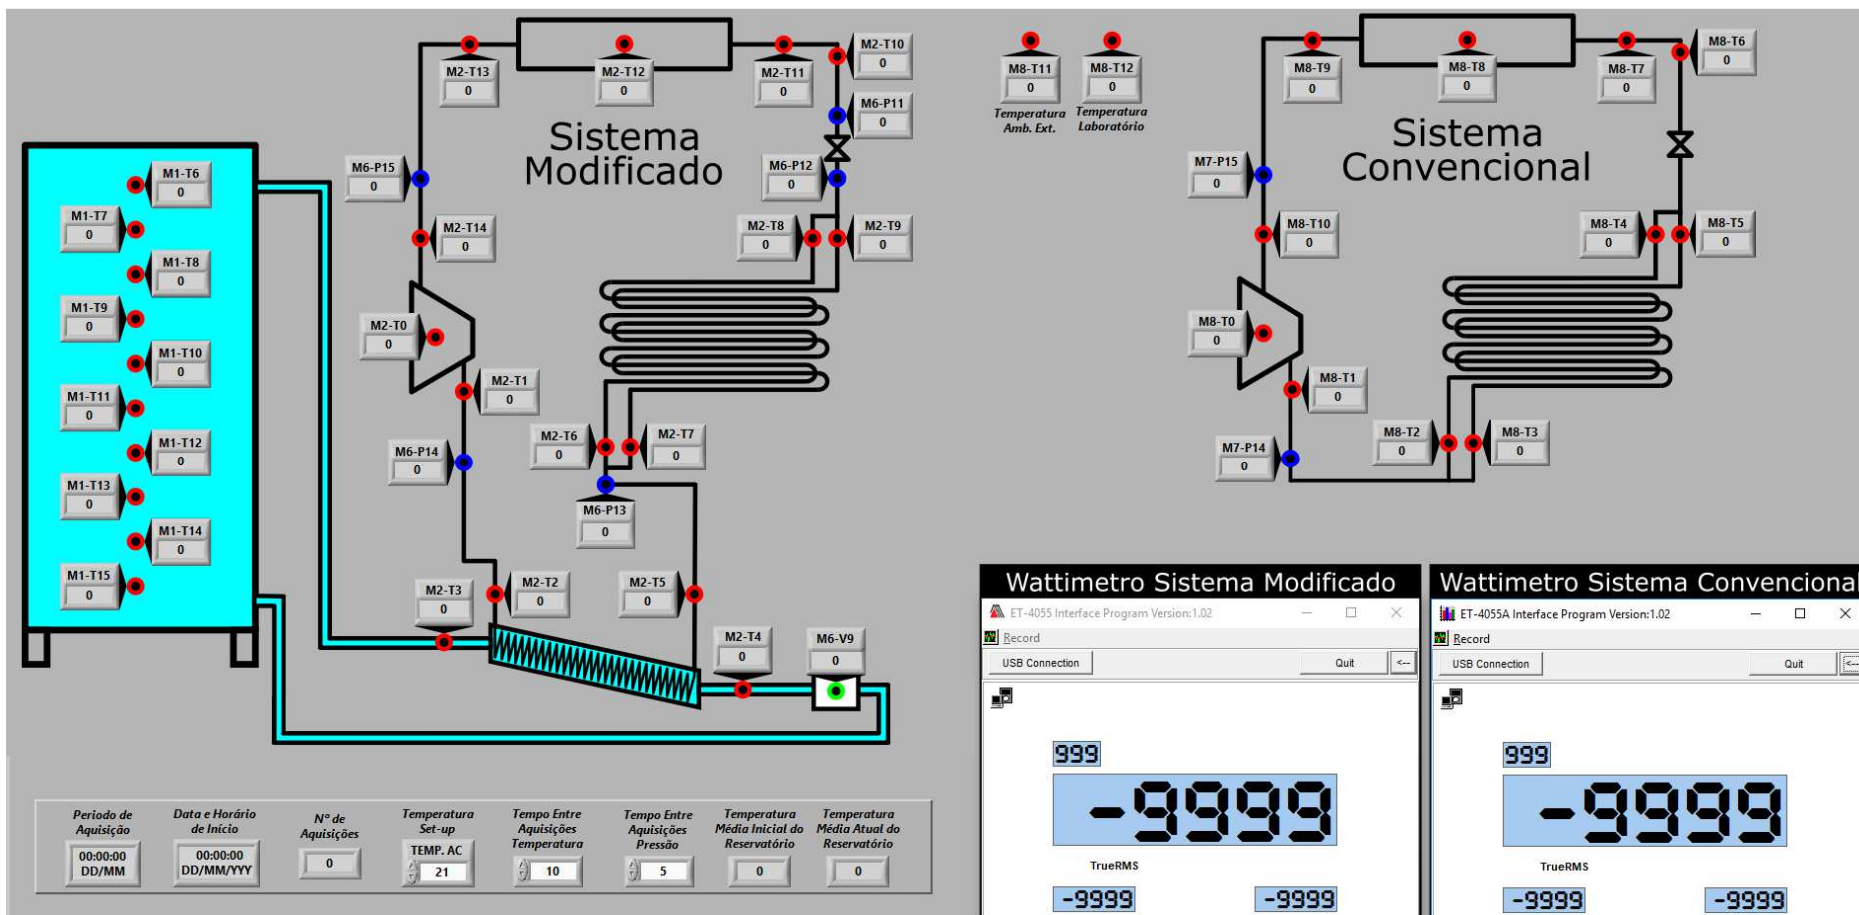 M2-T13
0
M2-T12
0
M2-T11
0
M2-T10
0
M6-P11
0
M6-P12
0
Sistema
Modificado
M6-P15
0
M2-T14
0
M2-T8
0
M2-T9
0
M2-T0
0
M2-T1
0
M6-P14
0
M2-T6
0
M2-T7
0
M6-P13
0
M2-T3
0
M2-T2
0
M2-T5
0
M2-T4
0
M6-V9
0
M1-T6
0
M1-T7
0
M1-T8
0
M1-T9
0
M1-T10
0
M1-T11
0
M1-T12
0
M1-T13
0
M1-T14
0
M1-T15
0
M8-T11
0
Temperatura
Amb. Ext.
M8-T12
0
Temperatura
Laboratório
M8-T9
0
M8-T8
0
M8-T7
0
M8-T6
0
Sistema
Convencional
M7-P15
0
M8-T10
0
M8-T4
0
M8-T5
0
M8-T0
0
M8-T1
0
M7-P14
0
M8-T2
0
M8-T3
0
Periodo de
Aquisição
00:00:00
DD/MM
Data e Horário
de Início
00:00:00
DD/MM/YYY
Nº de
Aquisições
0
Temperatura
Set-up
TEMP. AC
21
Tempo Entre
Aquisições
Temperatura
10
Tempo Entre
Aquisições
Pressão
5
Temperatura
Média Inicial do
Reservatório
0
Temperatura
Média Atual do
Reservatório
0
Wattimetro Sistema Modificado
ET-4055 Interface Program Version:1.02
Record
USB Connection
Quit
<--
999
-9999
TrueRMS
-9999
-9999
Wattimetro Sistema Convencional
ET-4055A Interface Program Version:1.02
Record
USB Connection
Quit
<--
999
-9999
TrueRMS
-9999
-9999